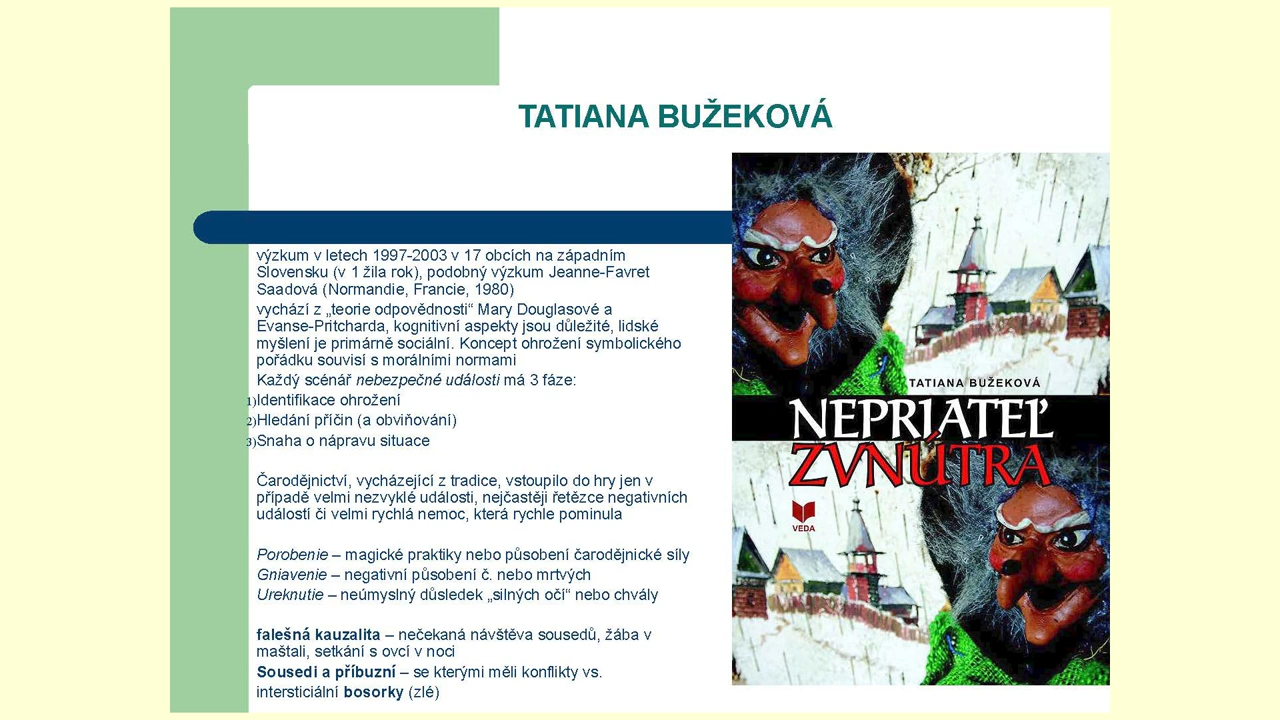 TATIANA BUŽEKOVÁ
výzkum v letech 1997-2003 v 17 obcích na západním
Slovensku (v 1 žila rok), podobný výzkum Jeanne-Favret
Saadová (Normandie, Francie, 1980)
vychází z „teorie odpovědnosti“ Mary Douglasové a
Evanse-Pritcharda, kognitivní aspekty jsou důležité, lidské
myšlení je primárně sociální. Koncept ohrožení symbolického
pořádku souvisí s morálními normami
Každý scénář nebezpečné události má 3 fáze:
1)Identifikace ohrožení
2)Hledání příčin (a obviňování)
3)Snaha o nápravu situace
Čarodějnictví, vycházející z tradice, vstoupilo do hry jen v
případě velmi nezvyklé události, nejčastěji řetězce negativních
událostí či velmi rychlá nemoc, která rychle pominula
Porobenie – magické praktiky nebo působení čarodějnické síly
Gniavenie – negativní působení č. nebo mrtvých
Ureknutie – neúmyslný důsledek „silných očí“ nebo chvály
falešná kauzalita – nečekaná návštěva sousedů, žába v
maštali, setkání s ovcí v noci
Sousedi a příbuzní – se kterými měli konflikty vs.
intersticiální bosorky (zlé)
TATIANA BUŽEKOVÁ
NEPRIATEĽ
ZVNÚTRA
VEDA